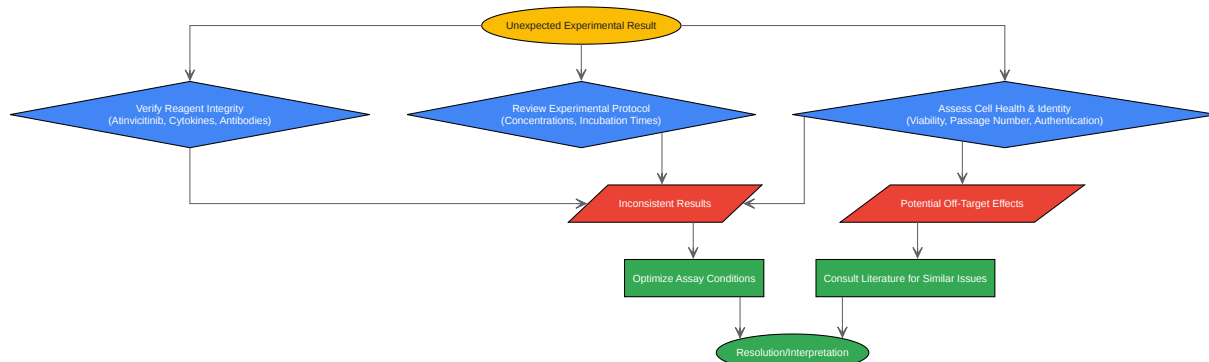 Unexpected Experimental Result
Verify Reagent Integrity
(Atinvicitinib, Cytokines, Antibodies)
Review Experimental Protocol
(Concentrations, Incubation Times)
Assess Cell Health & Identity
(Viability, Passage Number, Authentication)
Inconsistent Results
Potential Off-Target Effects
Optimize Assay Conditions
Consult Literature for Similar Issues
Resolution/Interpretation